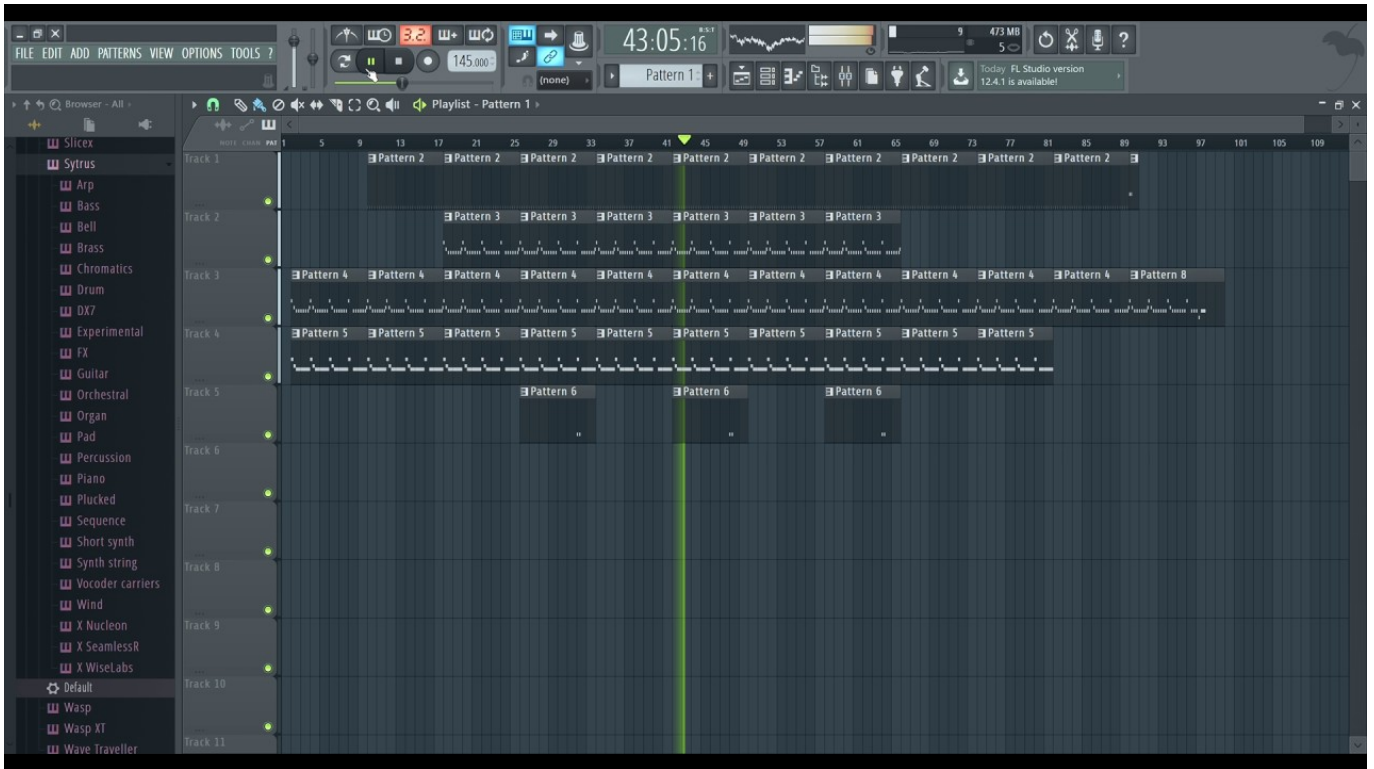 FILE EDIT ADD PATTERNS VIEW OPTIONS TOOLS ?
3.2.
145.000
(none)
43:05:16
B:S:T
Pattern 1
9
473 MB
5
Today FL Studio version
12.4.1 is available!
Browser - All
Playlist - Pattern 1
NOTE CHAN PAT
1 5 9 13 17 21 25 29 33 37 41 45 49 53 57 61 65 69 73 77 81 85 89 93 97 101 105 109
Slicex
Sytrus
Arp
Bass
Bell
Brass
Chromatics
Drum
DX7
Experimental
FX
Guitar
Orchestral
Organ
Pad
Percussion
Piano
Plucked
Sequence
Short synth
Synth string
Vocoder carriers
Wind
X Nucleon
X SeamlessR
X WiseLabs
Default
Wasp
Wasp XT
Wave Traveller
Track 1
Pattern 2 Pattern 2 Pattern 2 Pattern 2 Pattern 2 Pattern 2 Pattern 2 Pattern 2 Pattern 2 Pattern 2
Track 2
Pattern 3 Pattern 3 Pattern 3 Pattern 3 Pattern 3 Pattern 3
Track 3
Pattern 4 Pattern 4 Pattern 4 Pattern 4 Pattern 4 Pattern 4 Pattern 4 Pattern 4 Pattern 4 Pattern 4 Pattern 4 Pattern 8
Track 4
Pattern 5 Pattern 5 Pattern 5 Pattern 5 Pattern 5 Pattern 5 Pattern 5 Pattern 5 Pattern 5 Pattern 5
Track 5
Pattern 6 Pattern 6 Pattern 6
Track 6
Track 7
Track 8
Track 9
Track 10
Track 11